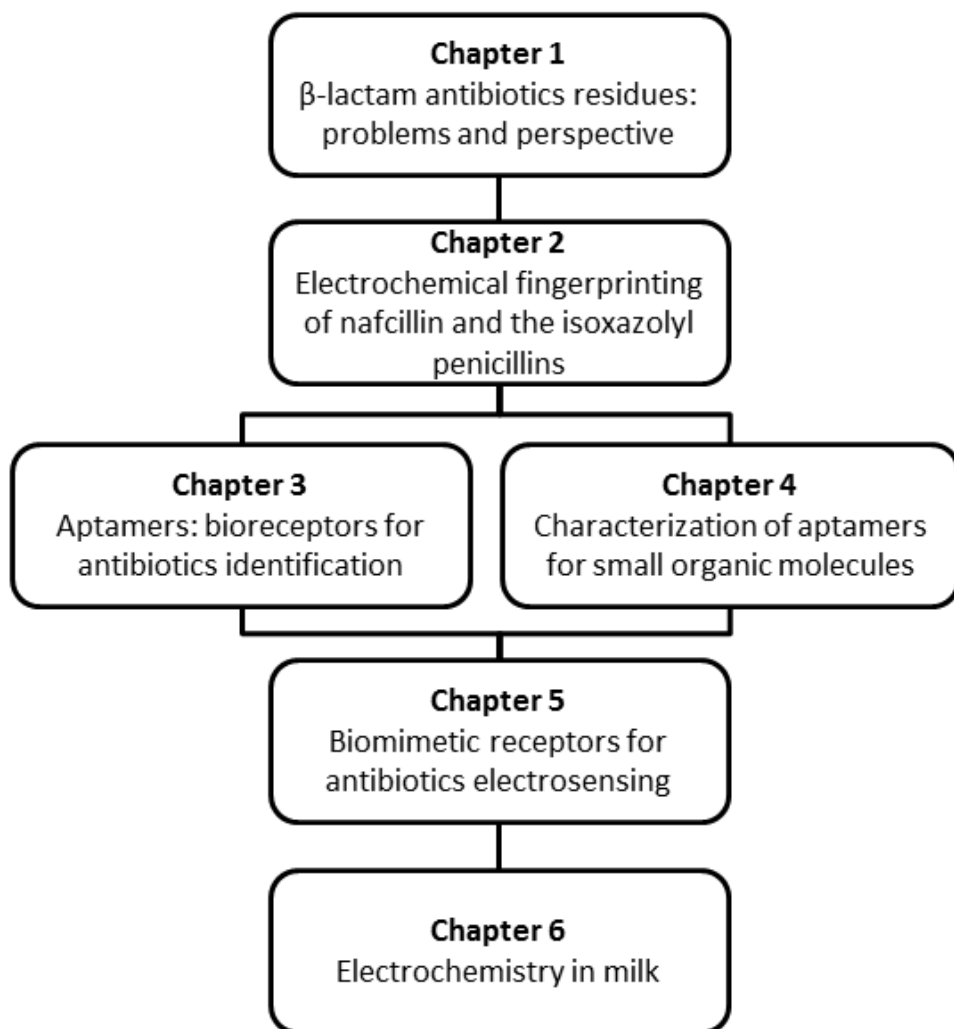 Chapter 1
β-lactam antibiotics residues:
problems and perspective
Chapter 2
Electrochemical fingerprinting
of nafcillin and the isoxazolyl
penicillins
Chapter 3
Aptamers: bioreceptors for
antibiotics identification
Chapter 4
Characterization of aptamers
for small organic molecules
Chapter 5
Biomimetic receptors for
antibiotics electrosensing
Chapter 6
Electrochemistry in milk